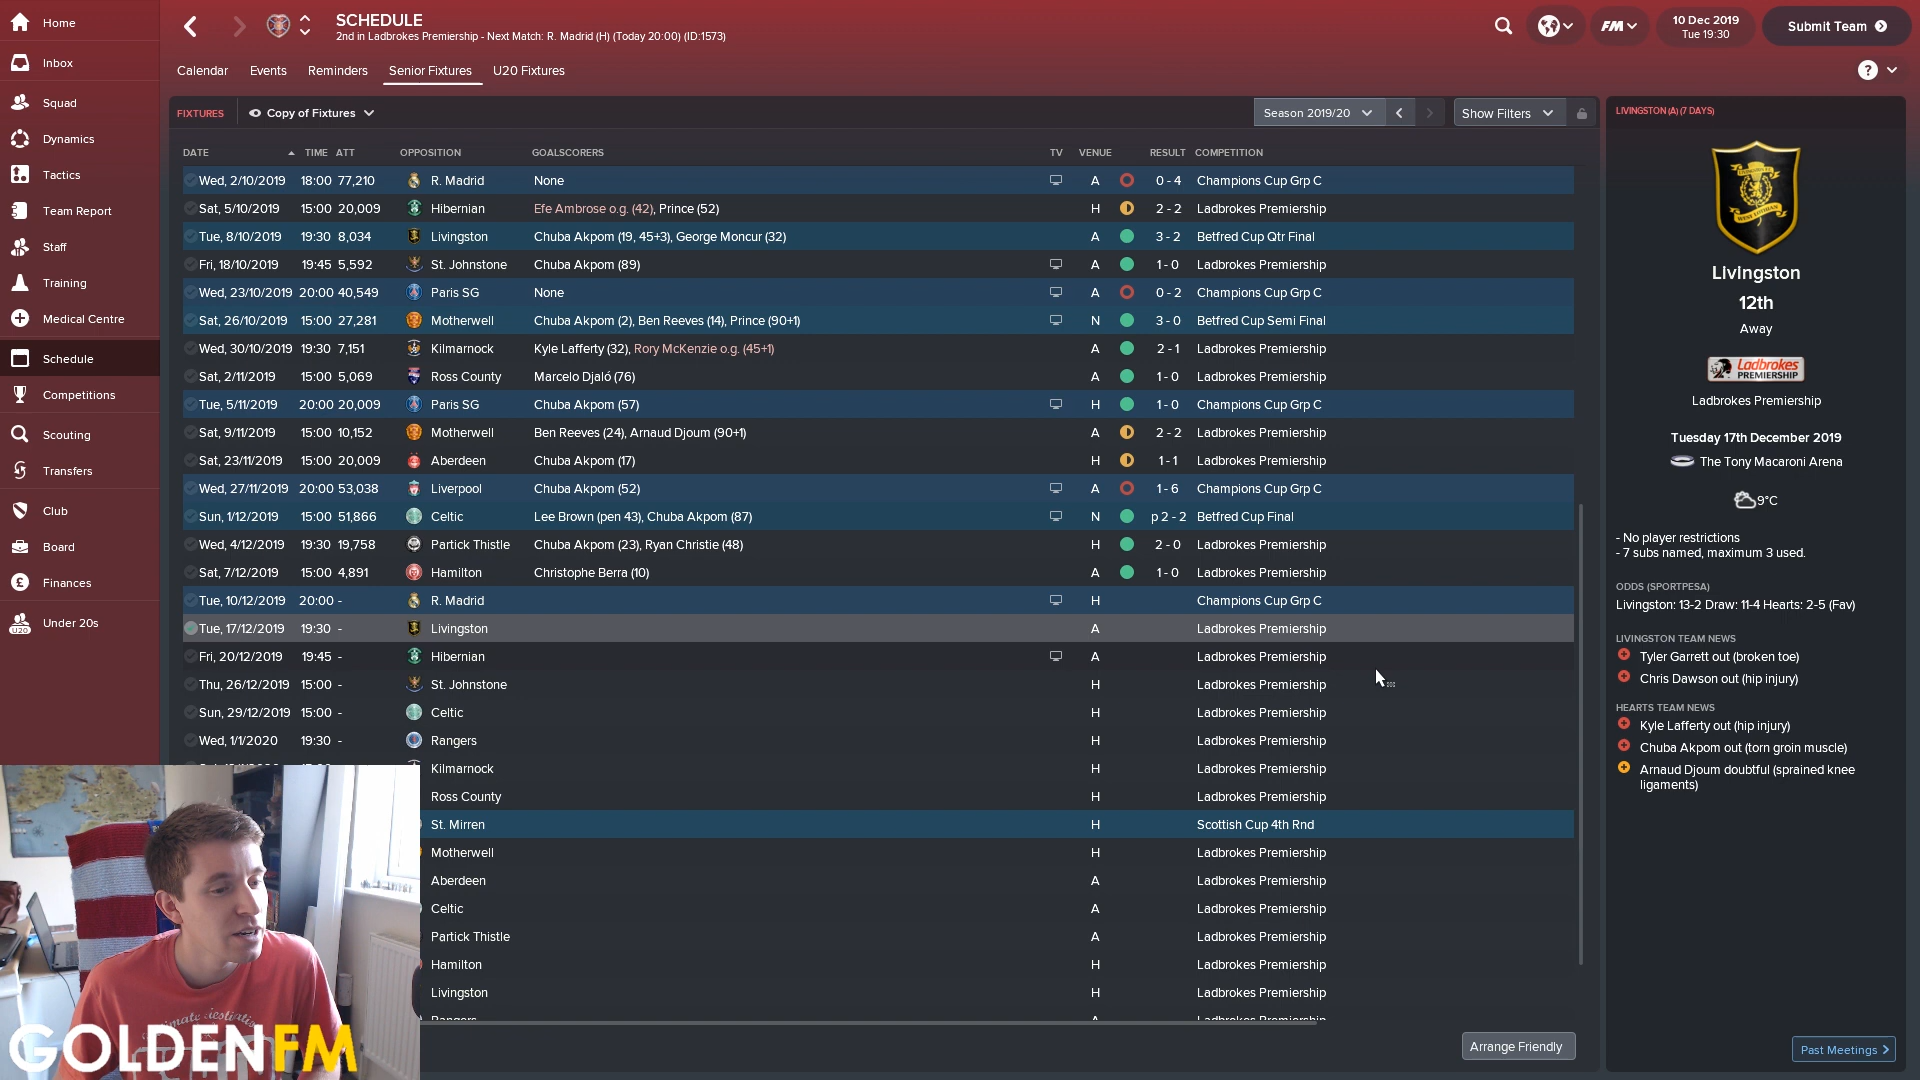 Home
Inbox
Squad
Dynamics
Tactics
Team Report
Staff
Training
Medical Centre
Schedule
Competitions
Scouting
Transfers
Club
Board
Finances
Under 20s
SCHEDULE
2nd in Ladbrokes Premiership - Next Match: R. Madrid (H) (Today 20:00) (ID:1573)
FM
10 Dec 2019
Tue 19:30
Submit Team
Calendar Events Reminders Senior Fixtures U20 Fixtures
?
FIXTURES Copy of Fixtures Season 2019/20 Show Filters
DATE TIME ATT OPPOSITION GOALSCORERS TV VENUE RESULT COMPETITION
Wed, 2/10/2019 18:00 77,210 R. Madrid None A 0 - 4 Champions Cup Grp C
Sat, 5/10/2019 15:00 20,009 Hibernian Efe Ambrose o.g. (42), Prince (52) H 2 - 2 Ladbrokes Premiership
Tue, 8/10/2019 19:30 8,034 Livingston Chuba Akpom (19, 45+3), George Moncur (32) A 3 - 2 Betfred Cup Qtr Final
Fri, 18/10/2019 19:45 5,592 St. Johnstone Chuba Akpom (89) A 1 - 0 Ladbrokes Premiership
Wed, 23/10/2019 20:00 40,549 Paris SG None A 0 - 2 Champions Cup Grp C
Sat, 26/10/2019 15:00 27,281 Motherwell Chuba Akpom (2), Ben Reeves (14), Prince (90+1) N 3 - 0 Betfred Cup Semi Final
Wed, 30/10/2019 19:30 7,151 Kilmarnock Kyle Lafferty (32), Rory McKenzie o.g. (45+1) A 2 - 1 Ladbrokes Premiership
Sat, 2/11/2019 15:00 5,069 Ross County Marcelo Djaló (76) A 1 - 0 Ladbrokes Premiership
Tue, 5/11/2019 20:00 20,009 Paris SG Chuba Akpom (57) H 1 - 0 Champions Cup Grp C
Sat, 9/11/2019 15:00 10,152 Motherwell Ben Reeves (24), Arnaud Djoum (90+1) A 2 - 2 Ladbrokes Premiership
Sat, 23/11/2019 15:00 20,009 Aberdeen Chuba Akpom (17) H 1 - 1 Ladbrokes Premiership
Wed, 27/11/2019 20:00 53,038 Liverpool Chuba Akpom (52) A 1 - 6 Champions Cup Grp C
Sun, 1/12/2019 15:00 51,866 Celtic Lee Brown (pen 43), Chuba Akpom (87) N p 2 - 2 Betfred Cup Final
Wed, 4/12/2019 19:30 19,758 Partick Thistle Chuba Akpom (23), Ryan Christie (48) H 2 - 0 Ladbrokes Premiership
Sat, 7/12/2019 15:00 4,891 Hamilton Christophe Berra (10) A 1 - 0 Ladbrokes Premiership
Tue, 10/12/2019 20:00 - R. Madrid H Champions Cup Grp C
Tue, 17/12/2019 19:30 - Livingston A Ladbrokes Premiership
Fri, 20/12/2019 19:45 - Hibernian A Ladbrokes Premiership
Thu, 26/12/2019 15:00 - St. Johnstone H Ladbrokes Premiership
Sun, 29/12/2019 15:00 - Celtic H Ladbrokes Premiership
Wed, 1/1/2020 19:30 - Rangers H Ladbrokes Premiership
Kilmarnock H Ladbrokes Premiership
Ross County H Ladbrokes Premiership
St. Mirren H Scottish Cup 4th Rnd
Motherwell H Ladbrokes Premiership
Aberdeen A Ladbrokes Premiership
Celtic A Ladbrokes Premiership
Partick Thistle A Ladbrokes Premiership
Hamilton H Ladbrokes Premiership
Livingston H Ladbrokes Premiership
Rangers A Ladbrokes Premiership
Arrange Friendly
LIVINGSTON (A) (7 DAYS)
WEST LOTHIAN
Livingston
12th
Away
Ladbrokes
PREMIERSHIP
Ladbrokes Premiership
Tuesday 17th December 2019
The Tony Macaroni Arena
9°C
- No player restrictions
- 7 subs named, maximum 3 used.
ODDS (SPORTPESA)
Livingston: 13-2 Draw: 11-4 Hearts: 2-5 (Fav)
LIVINGSTON TEAM NEWS
Tyler Garrett out (broken toe)
Chris Dawson out (hip injury)
HEARTS TEAM NEWS
Kyle Lafferty out (hip injury)
Chuba Akpom out (torn groin muscle)
Arnaud Djoum doubtful (sprained knee
ligaments)
Past Meetings
GOLDENFM